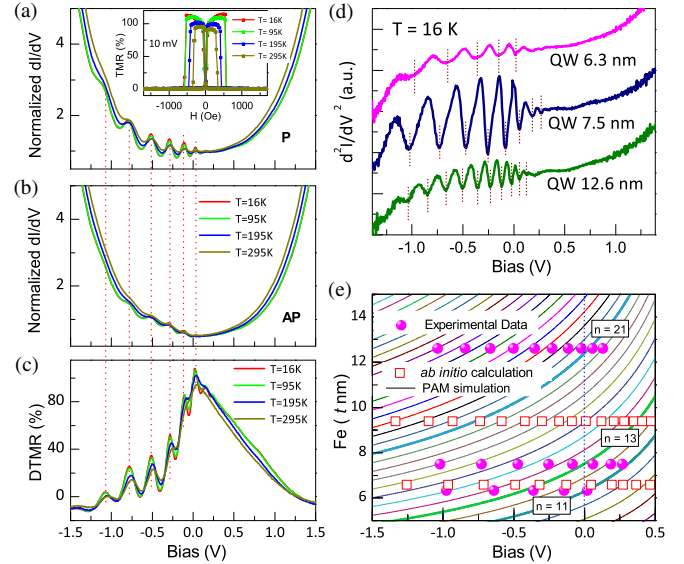 (a)
Normalized dI/dV
4
2
TMR (%)
150
100
50
0
10 mV
T = 16K
T = 95K
T = 195K
T = 295K
-1000 0 1000
H (Oe)
P
(b)
Normalized dI/dV
4
2
T=16K
T=95K
T=195K
T=295K
AP
(c)
DTMR (%)
80
40
0
T=16K
T=95K
T=195K
T=295K
-1.5 -1.0 -0.5 0.0 0.5 1.0 1.5
Bias (V)
(d)
d²I/dV² (a.u.)
T = 16 K
QW 6.3 nm
QW 7.5 nm
QW 12.6 nm
-1.0 -0.5 0.0 0.5 1.0
Bias (V)
(e)
Fe ( t nm)
14
12
10
8
6
Experimental Data
ab initio calculation
PAM simulation
n = 21
n = 13
n = 11
-1.5 -1.0 -0.5 0.0 0.5
Bias (V)